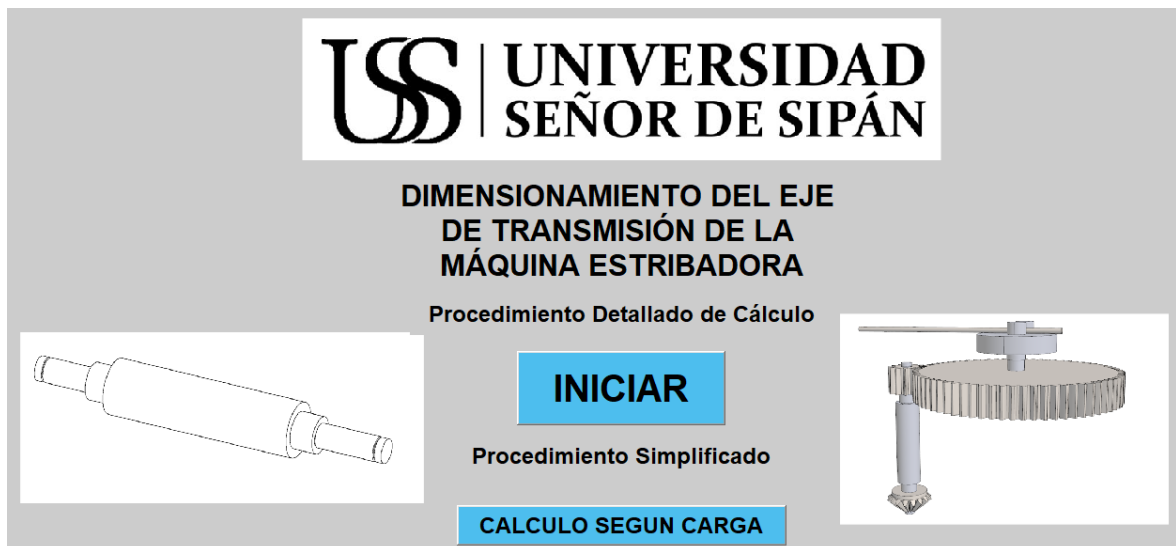 USS UNIVERSIDAD
SEÑOR DE SIPÁN
DIMENSIONAMIENTO DEL EJE
DE TRANSMISIÓN DE LA
MÁQUINA ESTRIBADORA
Procedimiento Detallado de Cálculo
INICIAR
Procedimiento Simplificado
CALCULO SEGUN CARGA